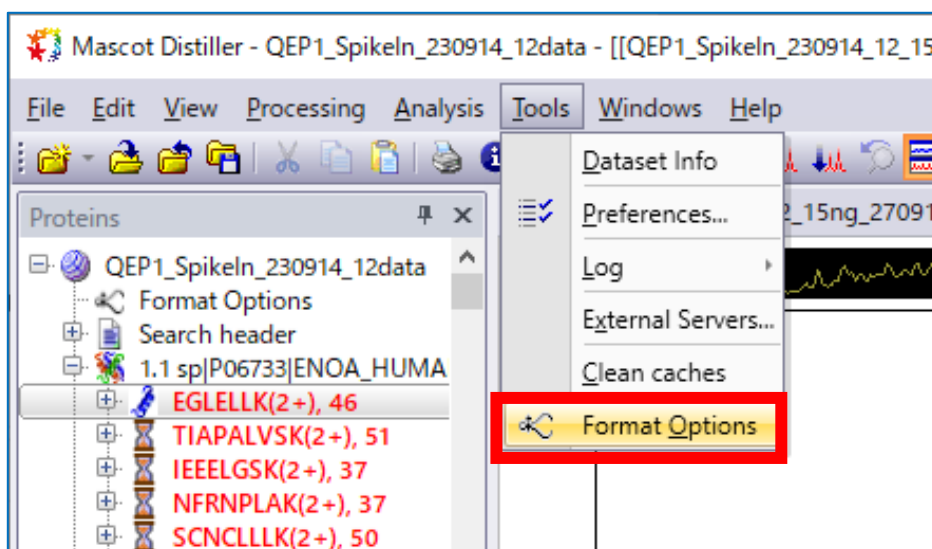 Mascot Distiller - QEP1_SpikeIn_230914_12data - [[QEP1_SpikeIn_230914_12_15
File Edit View Processing Analysis Tools Windows Help
Proteins
2_15ng_27091
QEP1_SpikeIn_230914_12data
Format Options
Search header
1.1 sp|P06733|ENOA_HUMA
EGLELLK(2+), 46
TIAPALVSK(2+), 51
IEEELGSK(2+), 37
NFRNPLAK(2+), 37
SCNCLLLK(2+), 50
Dataset Info
Preferences...
Log
External Servers...
Clean caches
Format Options